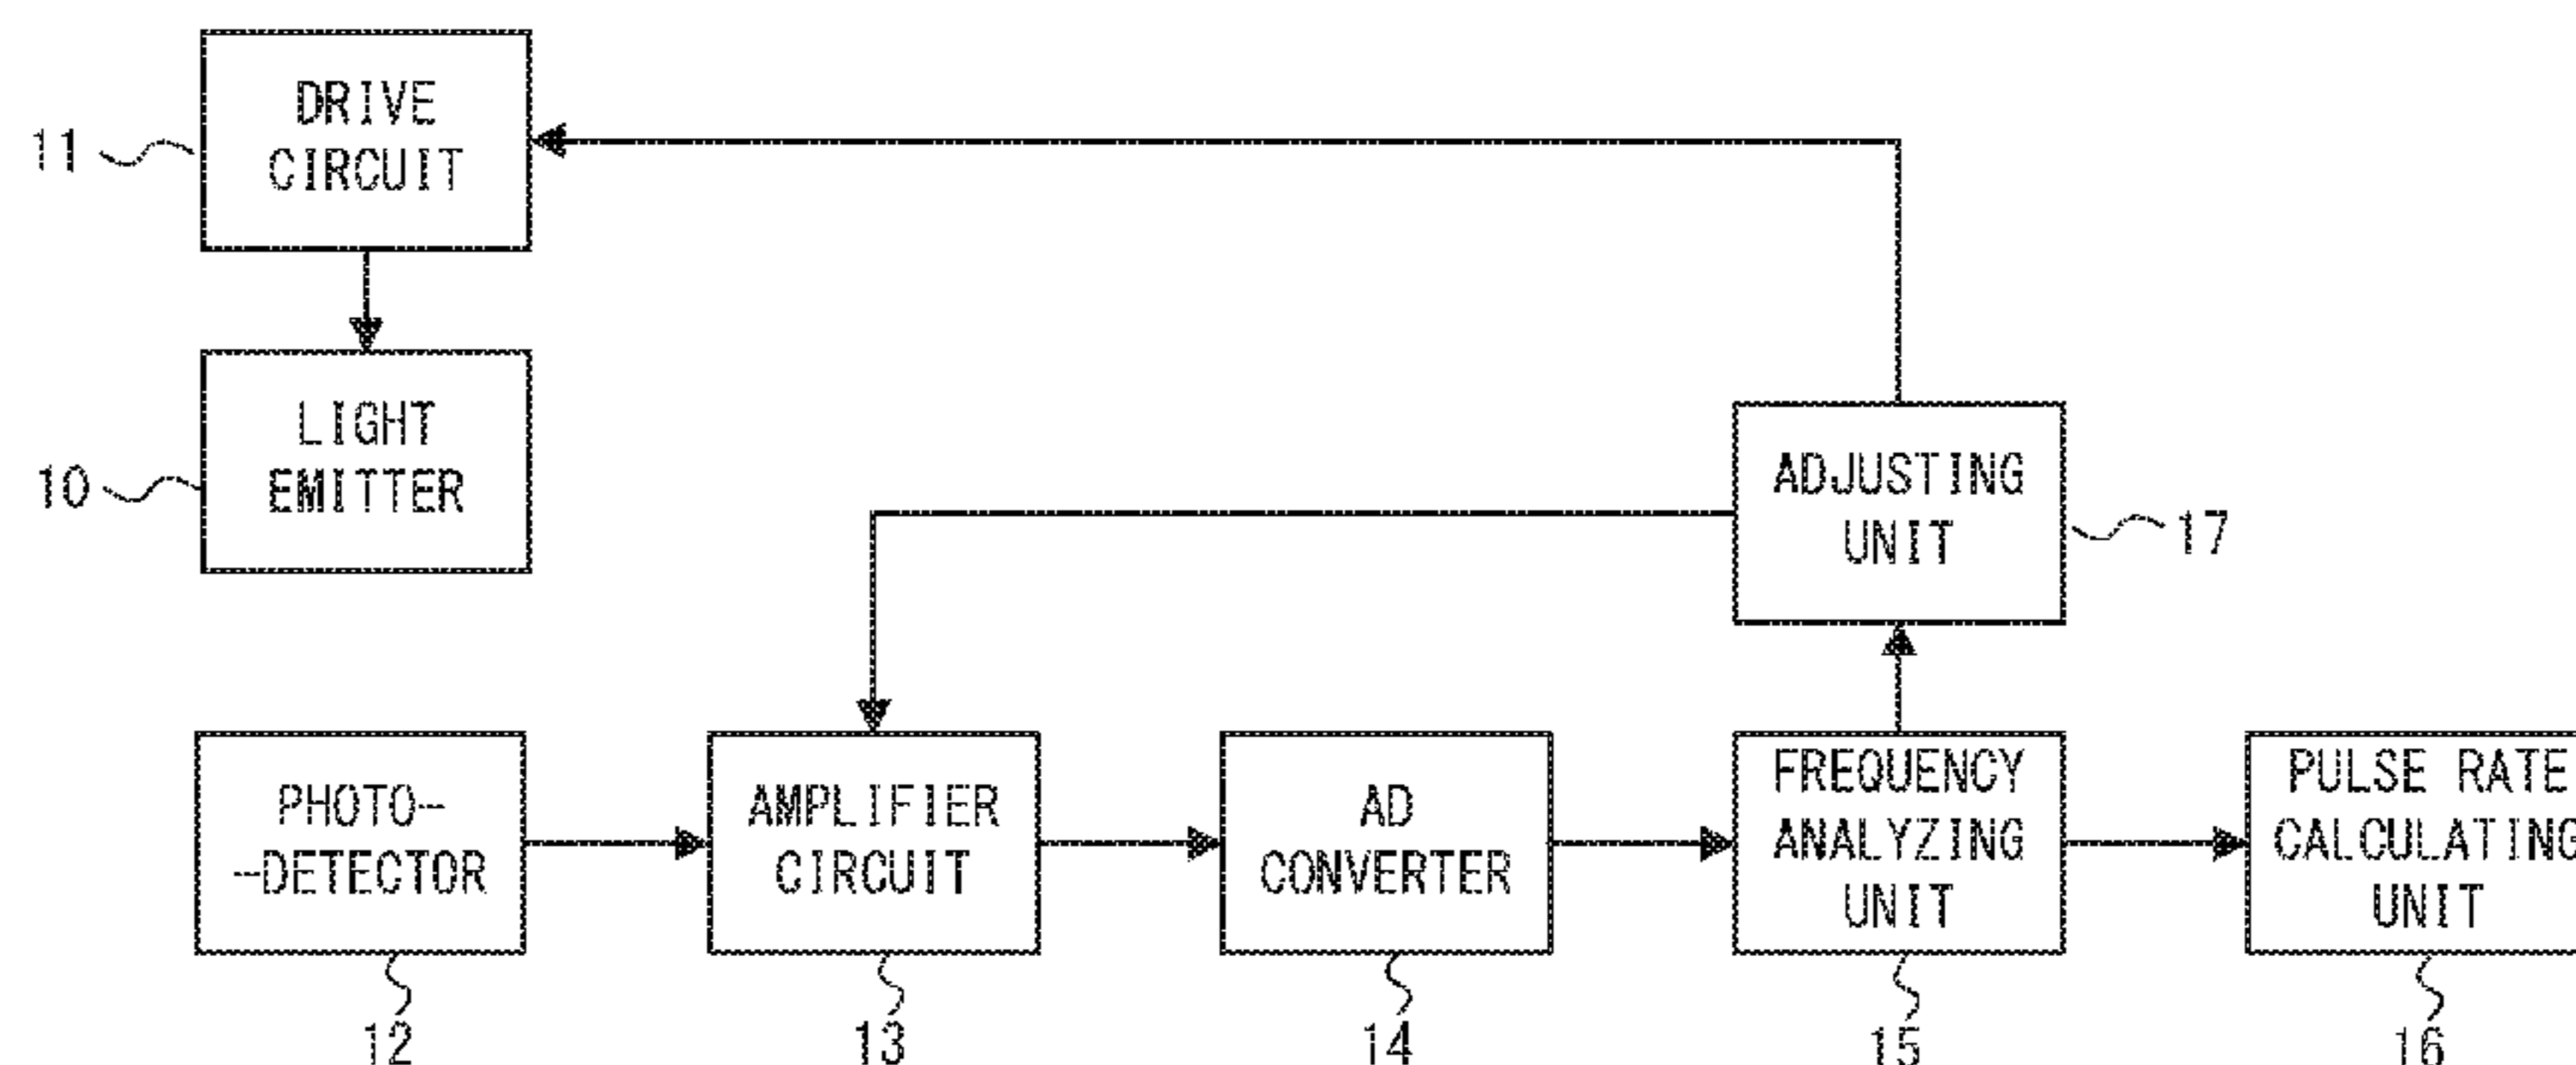 DRIVE
CIRCUIT
11
LIGHT
EMITTER
10
ADJUSTING
UNIT
17
PHOTO-
-DETECTOR
AMPLIFIER
CIRCUIT
AD
CONVERTER
FREQUENCY
ANALYZING
UNIT
PULSE RATE
CALCULATING
UNIT
12
13
14
15
16